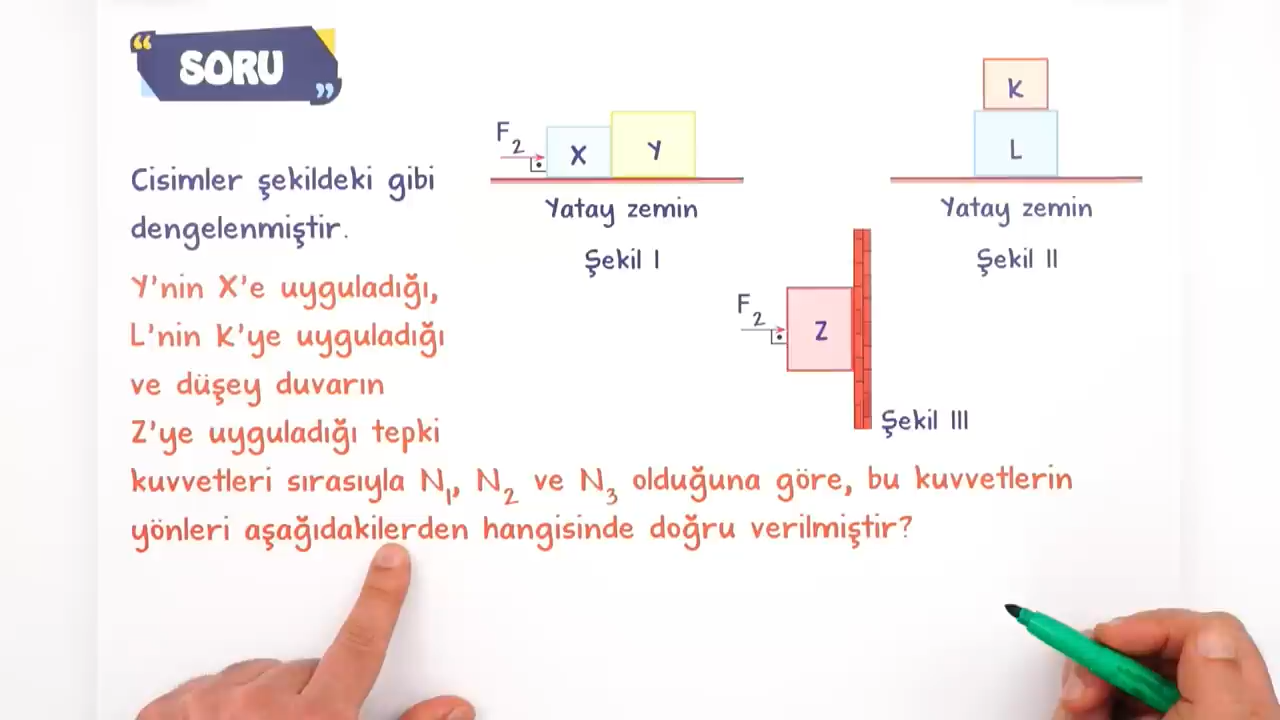 “ SORU ”
Cisimler şekildeki gibi
dengelenmiştir.
Y'nin X'e uyguladığı,
L'nin K'ye uyguladığı
ve düşey duvarın
Z'ye uyguladığı tepki
kuvvetleri sırasıyla N₁, N₂ ve N₃ olduğuna göre, bu kuvvetlerin
yönleri aşağıdakilerden hangisinde doğru verilmiştir?
F₂ X Y
Yatay zemin
Şekil I
K
L
Yatay zemin
Şekil II
F₂ Z
Şekil III